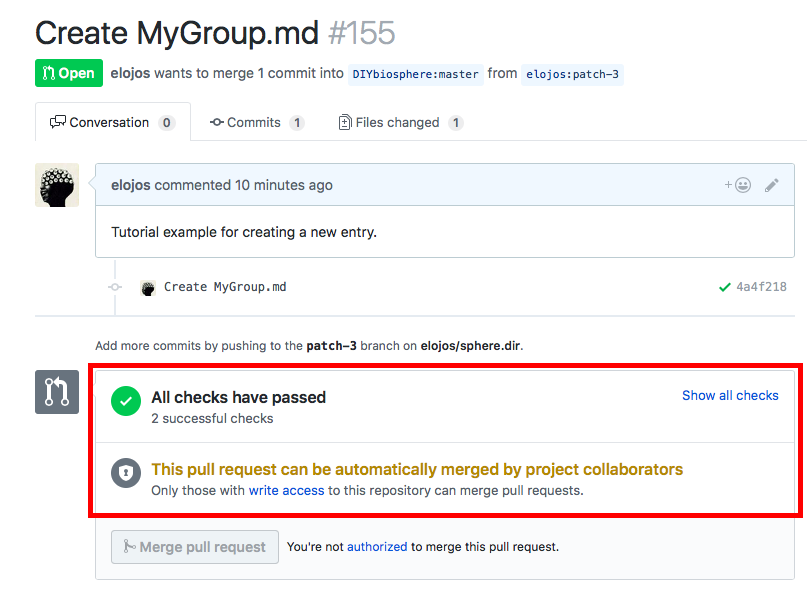 Create MyGroup.md #155
Open elojos wants to merge 1 commit into DIYbiosphere:master from elojos:patch-3
Conversation 0 Commits 1 Files changed 1
elojos commented 10 minutes ago
Tutorial example for creating a new entry.
Create MyGroup.md 4a4f218
Add more commits by pushing to the patch-3 branch on elojos/sphere.dir.
All checks have passed Show all checks
2 successful checks
This pull request can be automatically merged by project collaborators
Only those with write access to this repository can merge pull requests.
Merge pull request You're not authorized to merge this pull request.